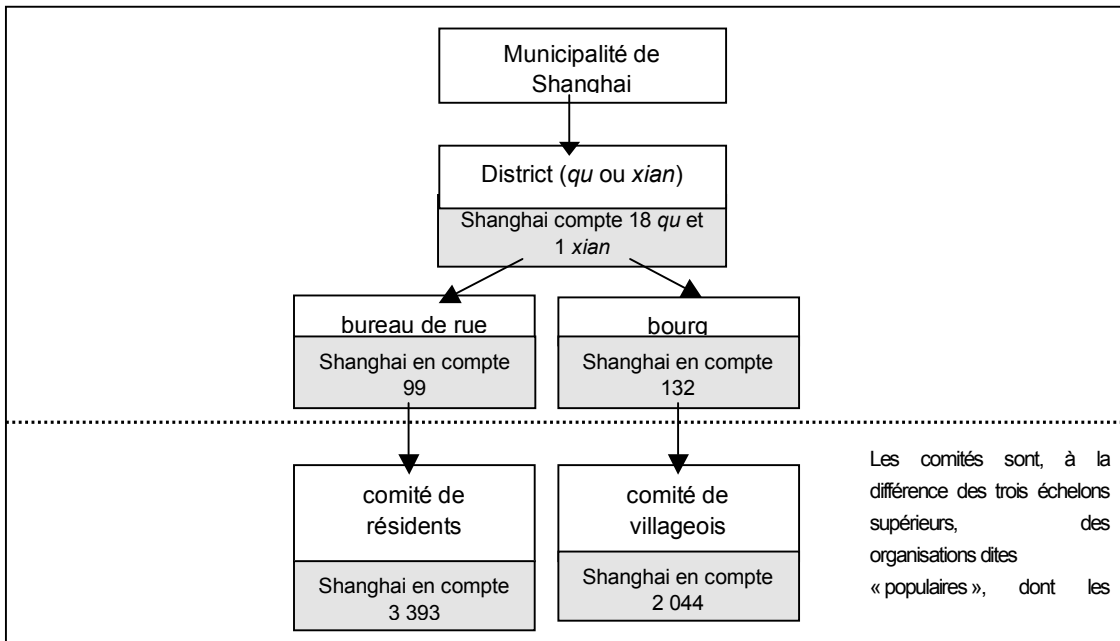 Municipalité de
Shanghai
District (qu ou xian)
Shanghai compte 18 qu et
1 xian
bureau de rue
Shanghai en compte
99
bourg
Shanghai en compte
132
comité de
résidents
Shanghai en compte
3 393
comité de
villageois
Shanghai en compte
2 044
Les comités sont, à la
différence des trois échelons
supérieurs, des
organisations dites
« populaires », dont les